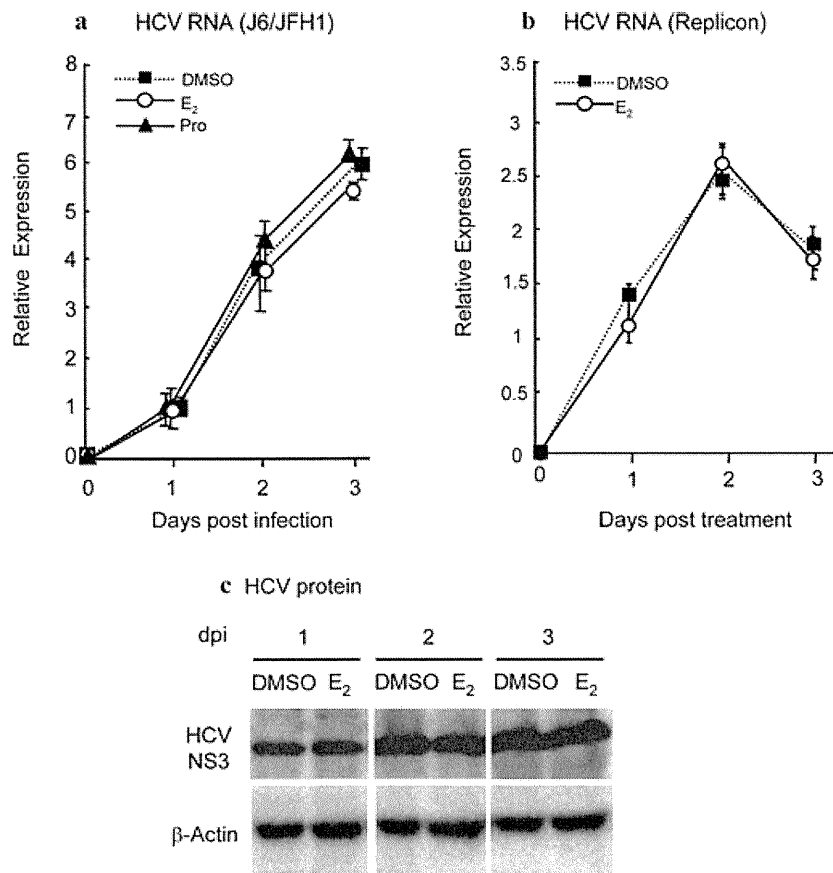 a HCV RNA (J6/JFH1)
8
7
6
5
4
3
2
1
0
Relative Expression
DMSO
E₂
Pro
0 1 2 3
Days post infection
b HCV RNA (Replicon)
3.5
3
2.5
2
1.5
1
0.5
0
Relative Expression
DMSO
E₂
0 1 2 3
Days post treatment
c HCV protein
dpi 1 2 3
DMSO E₂ DMSO E₂ DMSO E₂
HCV
NS3
β-Actin